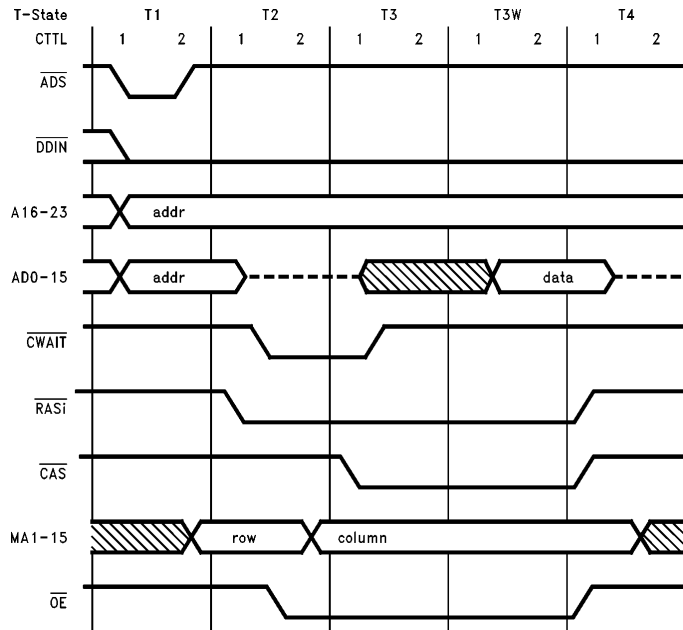 T-State T1 T2 T3 T3W T4
CTTL 1 2 1 2 1 2 1 2 1 2
ADS
DDIN
A16-23 addr
AD0-15 addr data
CWAIT
RASi
CAS
MA1-15 row column
OE